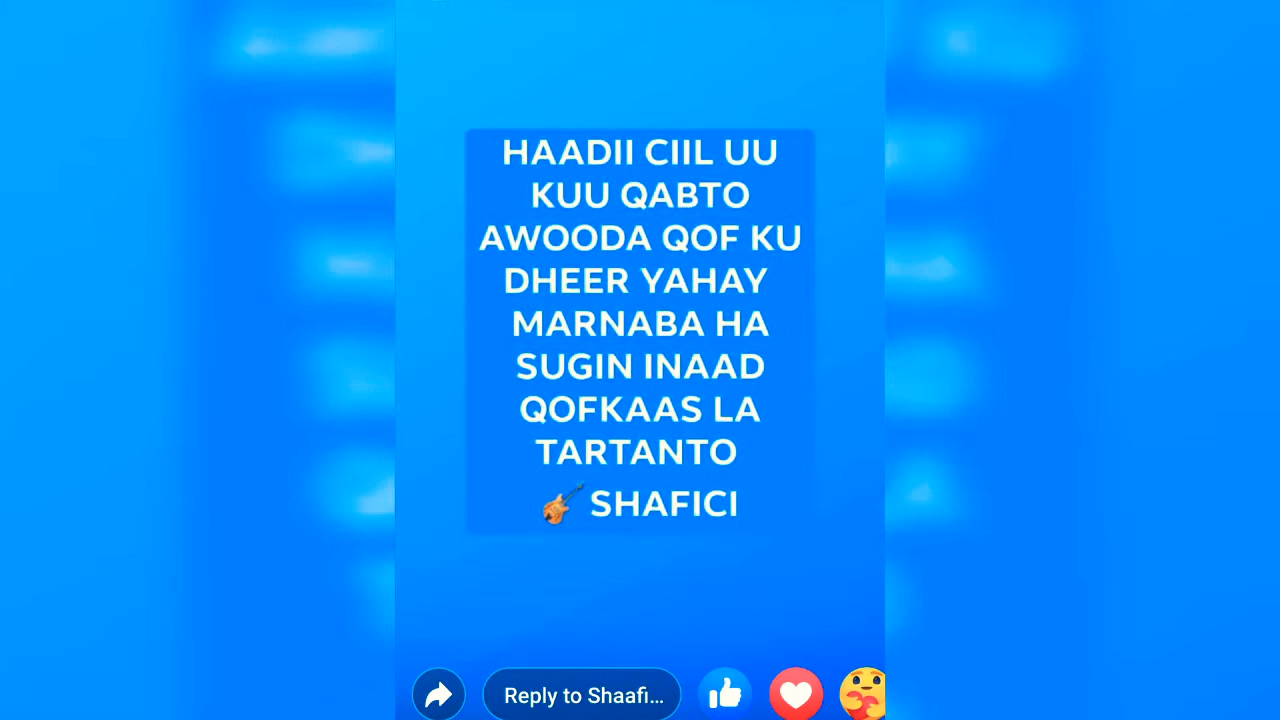 HAADII CIIL UU
KUU QABTO
AWOODA QOF KU
DHEER YAHAY
MARNABA HA
SUGIN INAAD
QOFKAAS LA
TARTANTO
🎸 SHAFICI
Reply to Shaafi...